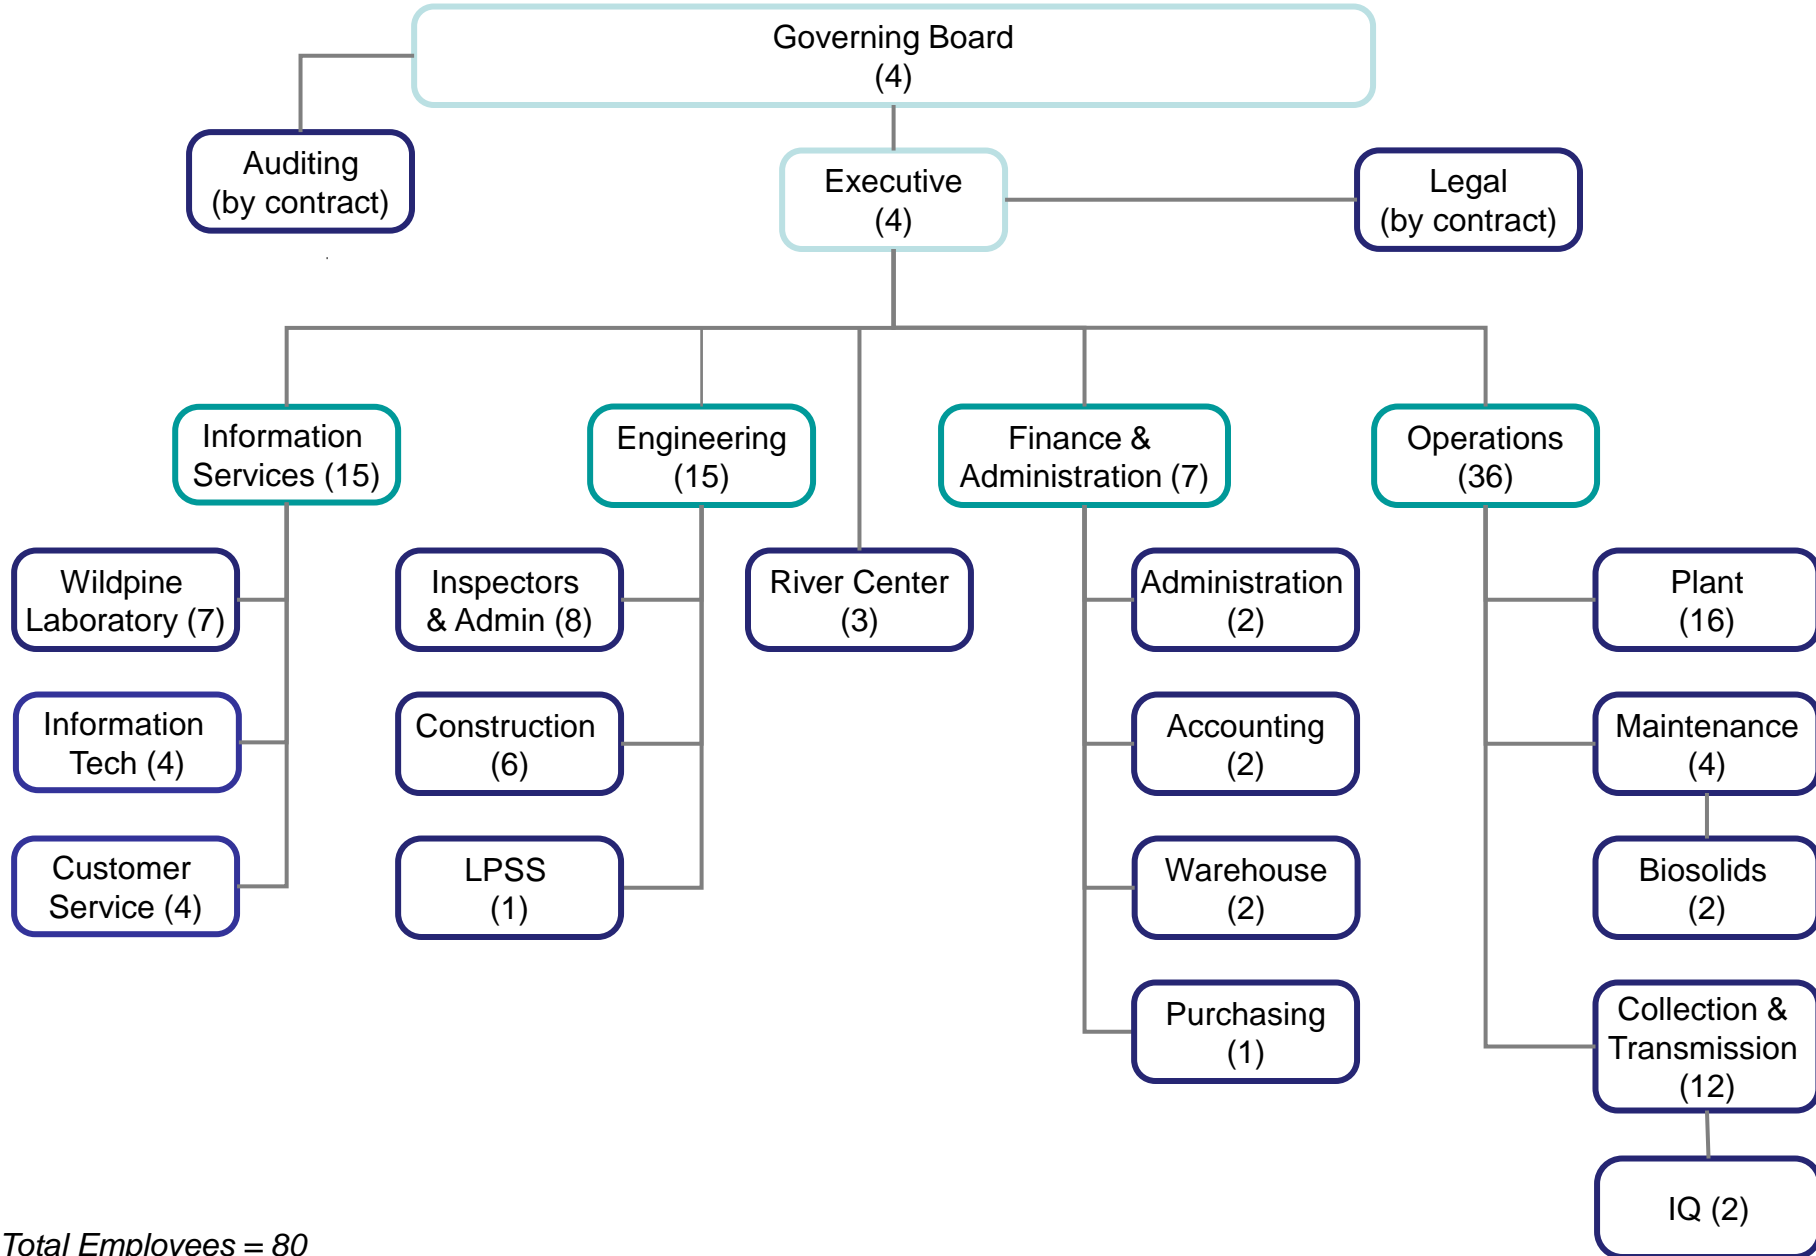 Governing Board
(4)
Auditing
(by contract)
Executive
(4)
Legal
(by contract)
Information
Services (15)
Engineering
(15)
Finance &
Administration (7)
Operations
(36)
Wildpine
Laboratory (7)
Inspectors
& Admin (8)
River Center
(3)
Administration
(2)
Plant
(16)
Information
Tech (4)
Construction
(6)
Accounting
(2)
Maintenance
(4)
Customer
Service (4)
LPSS
(1)
Warehouse
(2)
Biosolids
(2)
Purchasing
(1)
Collection &
Transmission
(12)
IQ (2)
Total Employees = 80